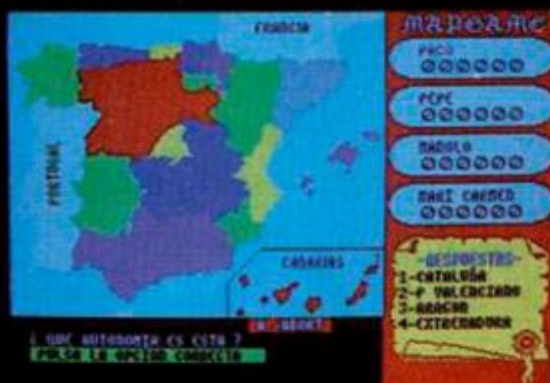 FRANCIA
PORTUGAL
CANARIAS
A-ABORT
¿ QUE AUTONOMIA ES ESTA ?
PULSA LA OPCION CORRECTA
MAPGAME
PACO
000000
PEPE
000000
MANOLO
000000
MARI CARMEN
000000
-RESPUESTAS-
1-CATALUÑA
2-P VALENCIANO
3-ARAGON
4-EXTREMADURA